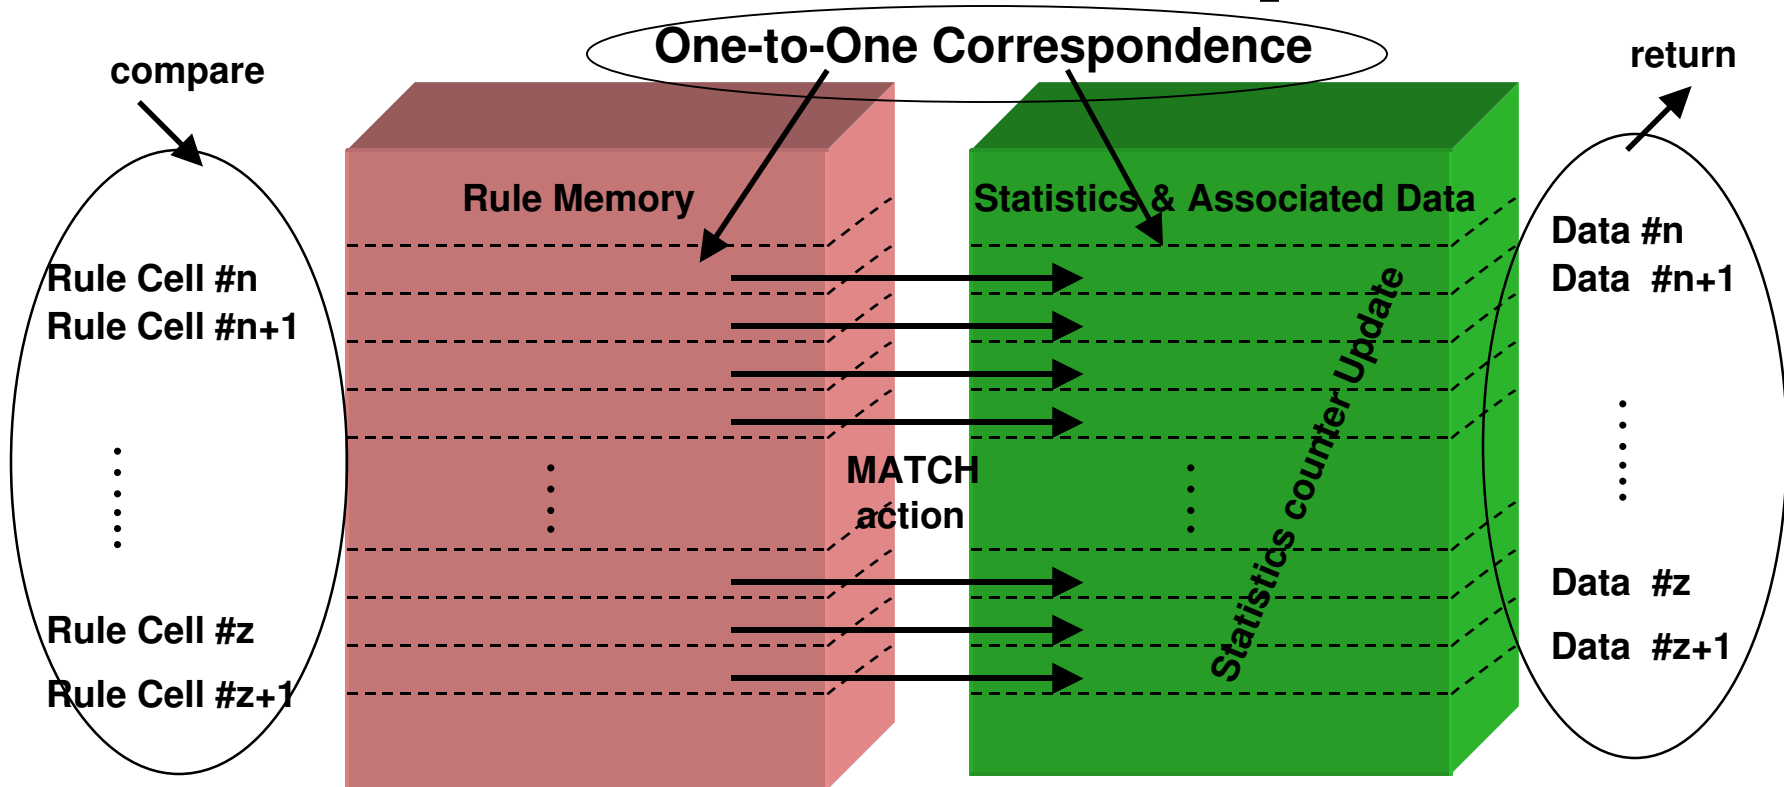 One-to-One Correspondence
compare
return
Rule Memory
Statistics & Associated Data
Rule Cell #n
Rule Cell #n+1
Rule Cell #z
Rule Cell #z+1
MATCH
action
Statistics counter Update
Data #n
Data #n+1
Data #z
Data #z+1